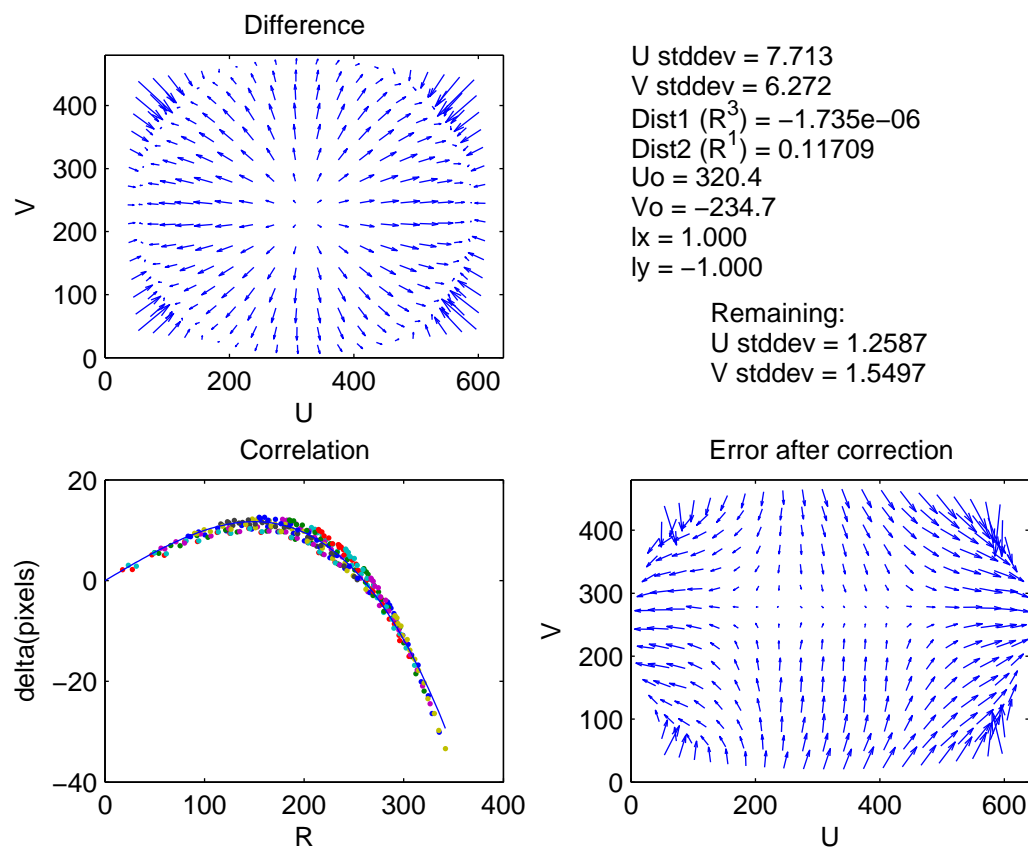 Difference
V
400
300
200
100
0
0 200 400 600
U
U stddev = 7.713
V stddev = 6.272
Dist1 (R^3) = −1.735e−06
Dist2 (R^1) = 0.11709
Uo = 320.4
Vo = −234.7
lx = 1.000
ly = −1.000
Remaining:
U stddev = 1.2587
V stddev = 1.5497
Correlation
delta(pixels)
20
0
−20
−40
0 100 200 300 400
R
Error after correction
V
400
300
200
100
0
0 200 400 600
U